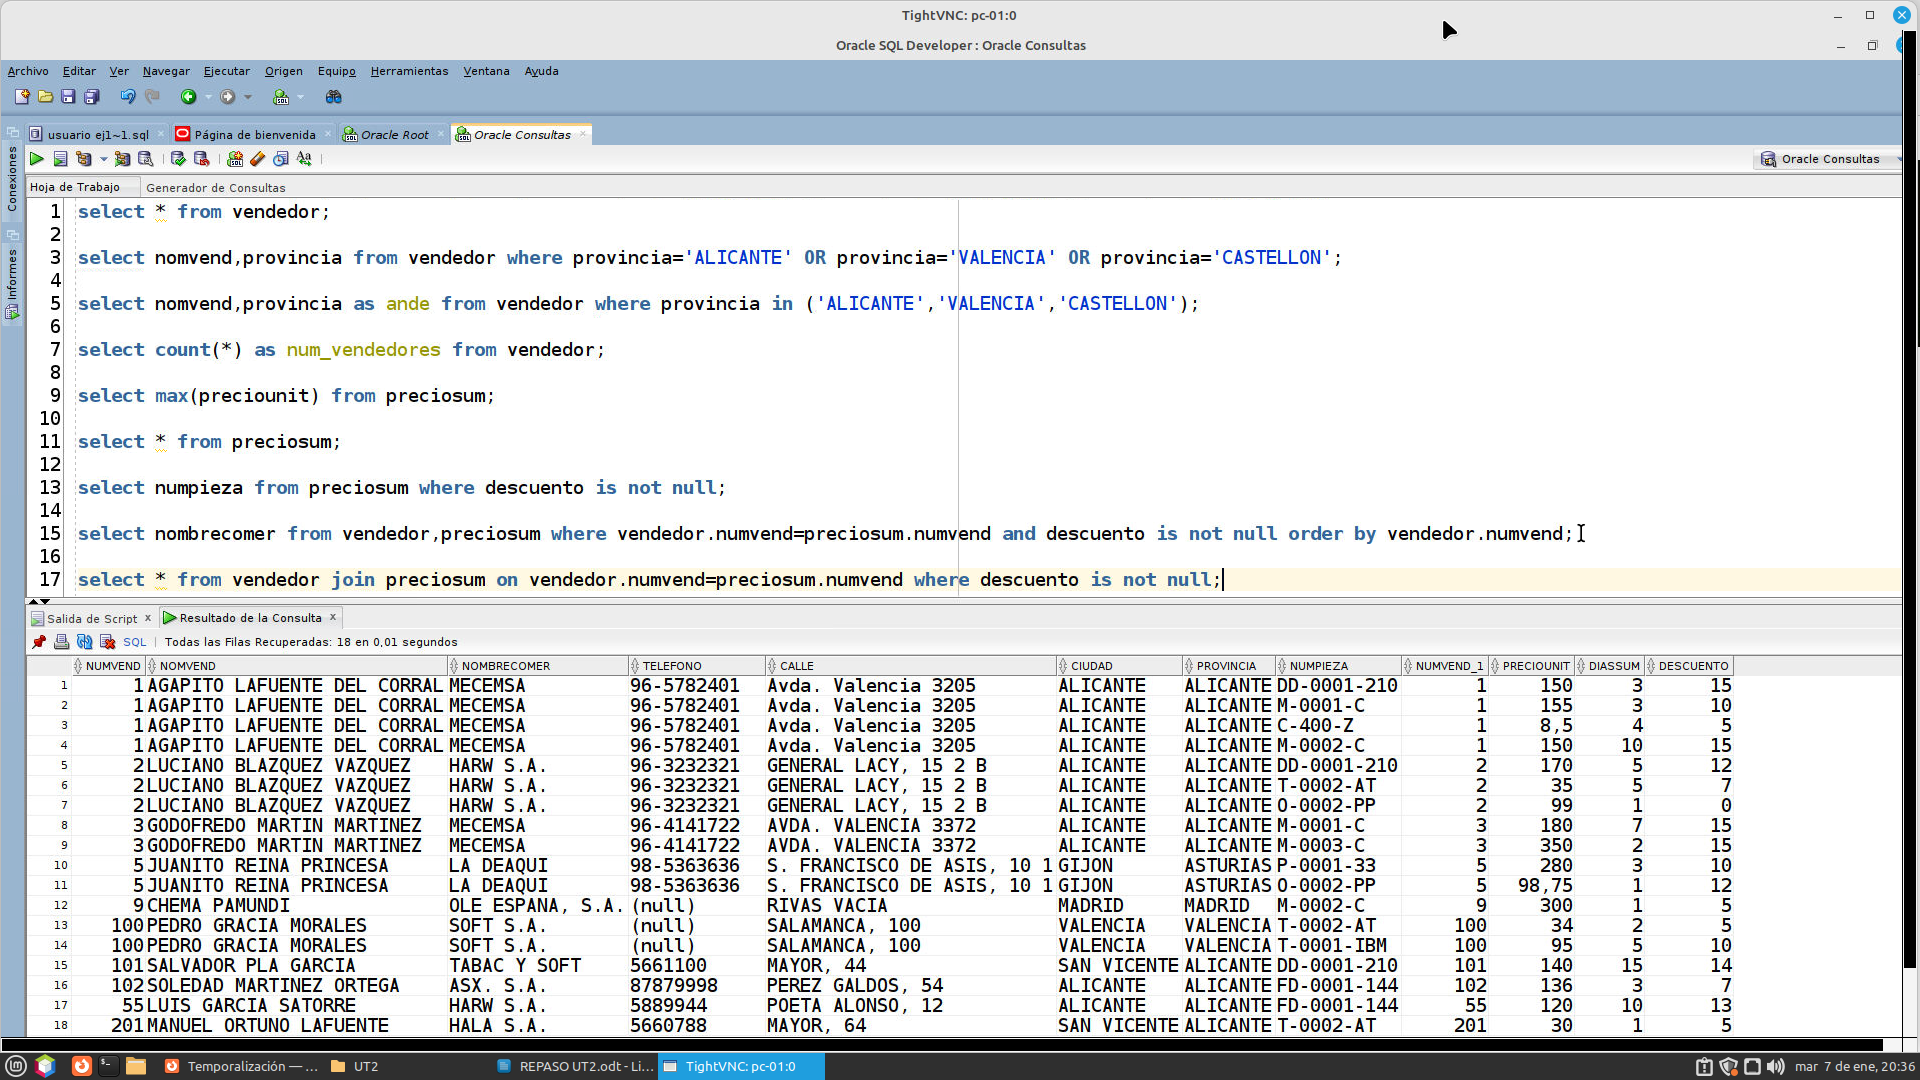 TightVNC: pc-01:0
Oracle SQL Developer : Oracle Consultas
Archivo Editar Ver Navegar Ejecutar Origen Equipo Herramientas Ventana Ayuda
usuario ej1~1.sql Página de bienvenida Oracle Root Oracle Consultas
Oracle Consultas
Conexiones
Informes
Hoja de Trabajo Generador de Consultas
1 select * from vendedor;
2
3 select nomvend,provincia from vendedor where provincia='ALICANTE' OR provincia='VALENCIA' OR provincia='CASTELLON';
4
5 select nomvend,provincia as ande from vendedor where provincia in ('ALICANTE','VALENCIA','CASTELLON');
6
7 select count(*) as num_vendedores from vendedor;
8
9 select max(preciounit) from preciosum;
10
11 select * from preciosum;
12
13 select numpieza from preciosum where descuento is not null;
14
15 select nombrecomer from vendedor,preciosum where vendedor.numvend=preciosum.numvend and descuento is not null order by vendedor.numvend;
16
17 select * from vendedor join preciosum on vendedor.numvend=preciosum.numvend where descuento is not null;
Salida de Script x Resultado de la Consulta x
SQL | Todas las Filas Recuperadas: 18 en 0,01 segundos
NUMVEND NOMVEND NOMBRECOMER TELEFONO CALLE CIUDAD PROVINCIA NUMPIEZA NUMVEND_1 PRECIOUNIT DIASSUM DESCUENTO
1 1 AGAPITO LAFUENTE DEL CORRAL MECEMSA 96-5782401 Avda. Valencia 3205 ALICANTE ALICANTE DD-0001-210 1 150 3 15
2 1 AGAPITO LAFUENTE DEL CORRAL MECEMSA 96-5782401 Avda. Valencia 3205 ALICANTE ALICANTE M-0001-C 1 155 3 10
3 1 AGAPITO LAFUENTE DEL CORRAL MECEMSA 96-5782401 Avda. Valencia 3205 ALICANTE ALICANTE C-400-Z 1 8,5 4 5
4 1 AGAPITO LAFUENTE DEL CORRAL MECEMSA 96-5782401 Avda. Valencia 3205 ALICANTE ALICANTE M-0002-C 1 150 10 15
5 2 LUCIANO BLAZQUEZ VAZQUEZ HARW S.A. 96-3232321 GENERAL LACY, 15 2 B ALICANTE ALICANTE DD-0001-210 2 170 5 12
6 2 LUCIANO BLAZQUEZ VAZQUEZ HARW S.A. 96-3232321 GENERAL LACY, 15 2 B ALICANTE ALICANTE T-0002-AT 2 35 5 7
7 2 LUCIANO BLAZQUEZ VAZQUEZ HARW S.A. 96-3232321 GENERAL LACY, 15 2 B ALICANTE ALICANTE O-0002-PP 2 99 1 0
8 3 GODOFREDO MARTIN MARTINEZ MECEMSA 96-4141722 AVDA. VALENCIA 3372 ALICANTE ALICANTE M-0001-C 3 180 7 15
9 3 GODOFREDO MARTIN MARTINEZ MECEMSA 96-4141722 AVDA. VALENCIA 3372 ALICANTE ALICANTE M-0003-C 3 350 2 15
10 5 JUANITO REINA PRINCESA LA DEAQUI 98-5363636 S. FRANCISCO DE ASIS, 10 1 GIJON ASTURIAS P-0001-33 5 280 3 10
11 5 JUANITO REINA PRINCESA LA DEAQUI 98-5363636 S. FRANCISCO DE ASIS, 10 1 GIJON ASTURIAS O-0002-PP 5 98,75 1 12
12 9 CHEMA PAMUNDI OLE ESPANA, S.A. (null) RIVAS VACIA MADRID MADRID M-0002-C 9 300 1 5
13 100 PEDRO GRACIA MORALES SOFT S.A. (null) SALAMANCA, 100 VALENCIA VALENCIA T-0002-AT 100 34 2 5
14 100 PEDRO GRACIA MORALES SOFT S.A. (null) SALAMANCA, 100 VALENCIA VALENCIA T-0001-IBM 100 95 5 10
15 101 SALVADOR PLA GARCIA TABAC Y SOFT 5661100 MAYOR, 44 SAN VICENTE ALICANTE DD-0001-210 101 140 15 14
16 102 SOLEDAD MARTINEZ ORTEGA ASX. S.A. 87879998 PEREZ GALDOS, 54 ALICANTE ALICANTE FD-0001-144 102 136 3 7
17 55 LUIS GARCIA SATORRE HARW S.A. 5889944 POETA ALONSO, 12 ALICANTE ALICANTE FD-0001-144 55 120 10 13
18 201 MANUEL ORTUNO LAFUENTE HALA S.A. 5660788 MAYOR, 64 SAN VICENTE ALICANTE T-0002-AT 201 30 1 5
Temporalización — ... UT2 REPASO UT2.odt - Li... TightVNC: pc-01:0 mar 7 de ene, 20:36